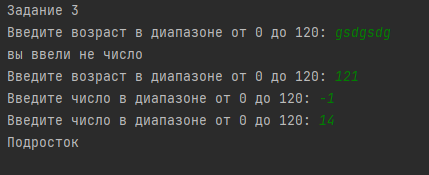 Задание 3
Введите возраст в диапазоне от 0 до 120: gsdgsdg
вы ввели не число
Введите возраст в диапазоне от 0 до 120: 121
Введите число в диапазоне от 0 до 120: -1
Введите число в диапазоне от 0 до 120: 14
Подросток